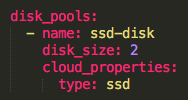 disk_pools:
  - name: ssd-disk
    disk_size: 2
    cloud_properties:
      type: ssd